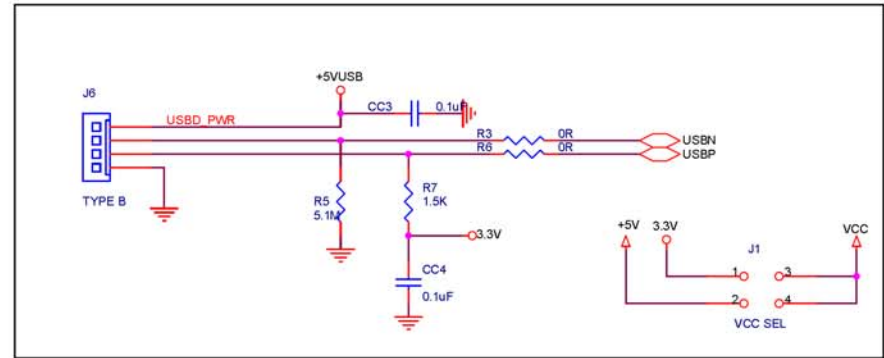 +5VUSB
J6
CC3 0.1uF
USBD_PWR
R3 0R USBN
R6 0R USBP
TYPE B
R5
5.1M
R7
1.5K
3.3V
CC4
0.1uF
+5V 3.3V VCC
J1
1 3
2 4
VCC SEL